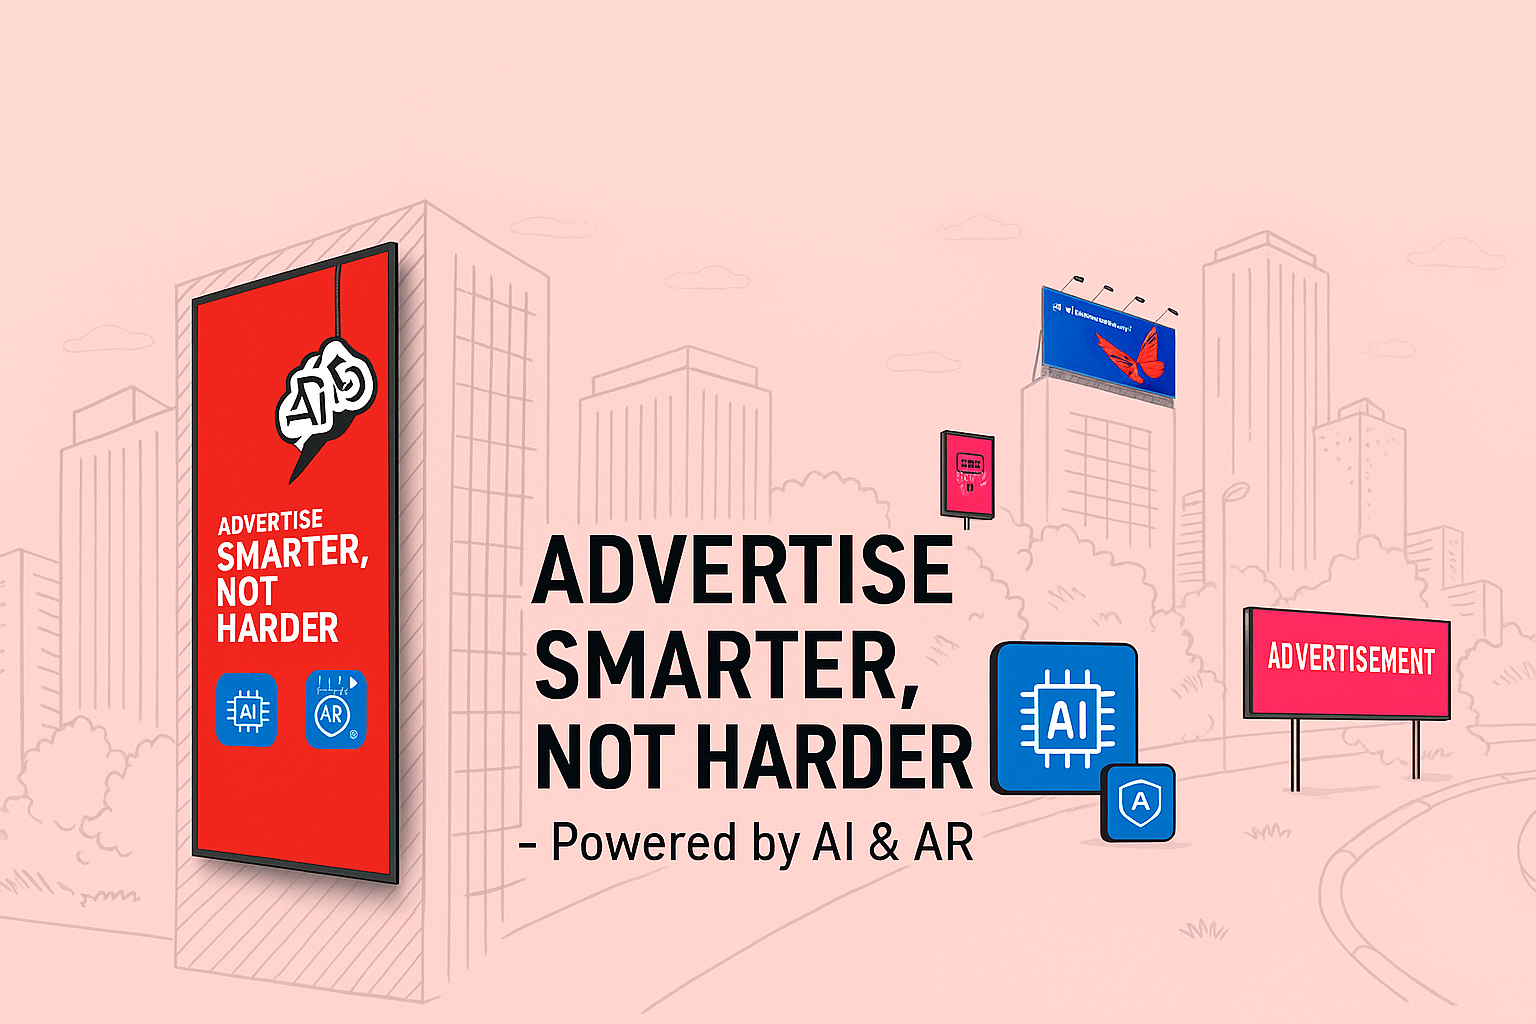 ADVERTISE
SMARTER,
NOT
HARDER
AI
AR
®
ADVERTISE
SMARTER,
NOT HARDER
- Powered by AI & AR
AI
A
ADVERTISEMENT